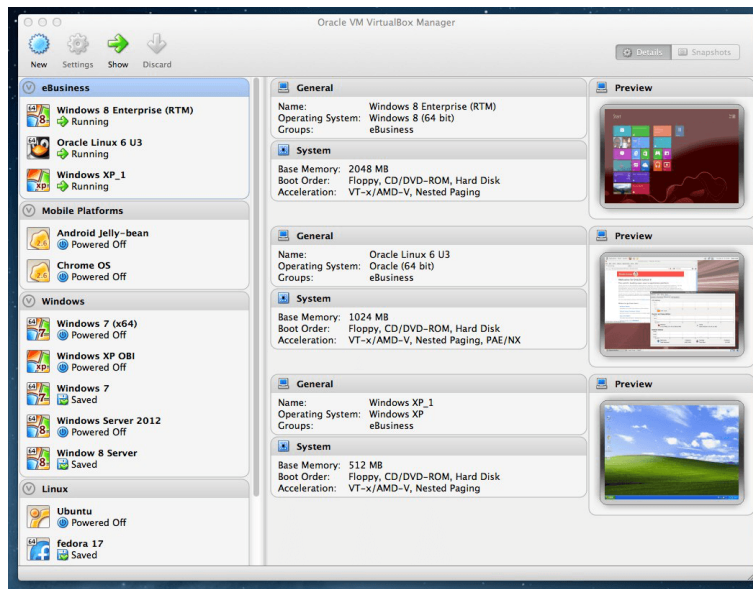 Oracle VM VirtualBox Manager
New
Settings
Show
Discard
Details
Snapshots
eBusiness
Windows 8 Enterprise (RTM)
Running
Oracle Linux 6 U3
Running
Windows XP_1
Running
Mobile Platforms
Android Jelly-bean
Powered Off
Chrome OS
Powered Off
Windows
Windows 7 (x64)
Powered Off
Windows XP OBI
Powered Off
Windows 7
Saved
Windows Server 2012
Powered Off
Window 8 Server
Saved
Linux
Ubuntu
Powered Off
fedora 17
Saved
General
Name: Windows 8 Enterprise (RTM)
Operating System: Windows 8 (64 bit)
Groups: eBusiness
System
Base Memory: 2048 MB
Boot Order: Floppy, CD/DVD-ROM, Hard Disk
Acceleration: VT-x/AMD-V, Nested Paging
Preview
General
Name: Oracle Linux 6 U3
Operating System: Oracle (64 bit)
Groups: eBusiness
System
Base Memory: 1024 MB
Boot Order: Floppy, CD/DVD-ROM, Hard Disk
Acceleration: VT-x/AMD-V, Nested Paging, PAE/NX
Preview
General
Name: Windows XP_1
Operating System: Windows XP
Groups: eBusiness
System
Base Memory: 512 MB
Boot Order: Floppy, CD/DVD-ROM, Hard Disk
Acceleration: VT-x/AMD-V, Nested Paging
Preview